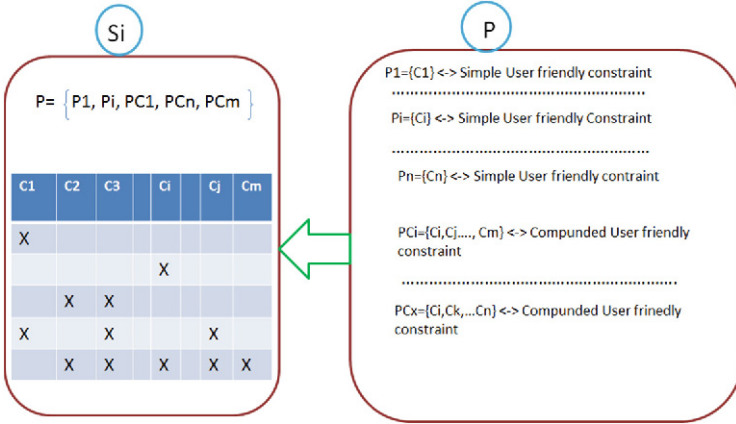 Si
P= { P1, Pi, PC1, PCn, PCm }
C1 C2 C3 Ci Cj Cm
X
X
X X
X X X
X X X X X
P
P1={C1} <-> Simple User friendly constraint
............................................................
Pi={Ci} <-> Simple User friendly Constraint
............................................................
Pn={Cn} <-> Simple User friendly contraint
PCi={Ci,Cj...., Cm} <-> Compunded User friendly
constraint
............................................................
PCx={Ci,Ck,...Cn} <-> Compunded User frinedly
constraint